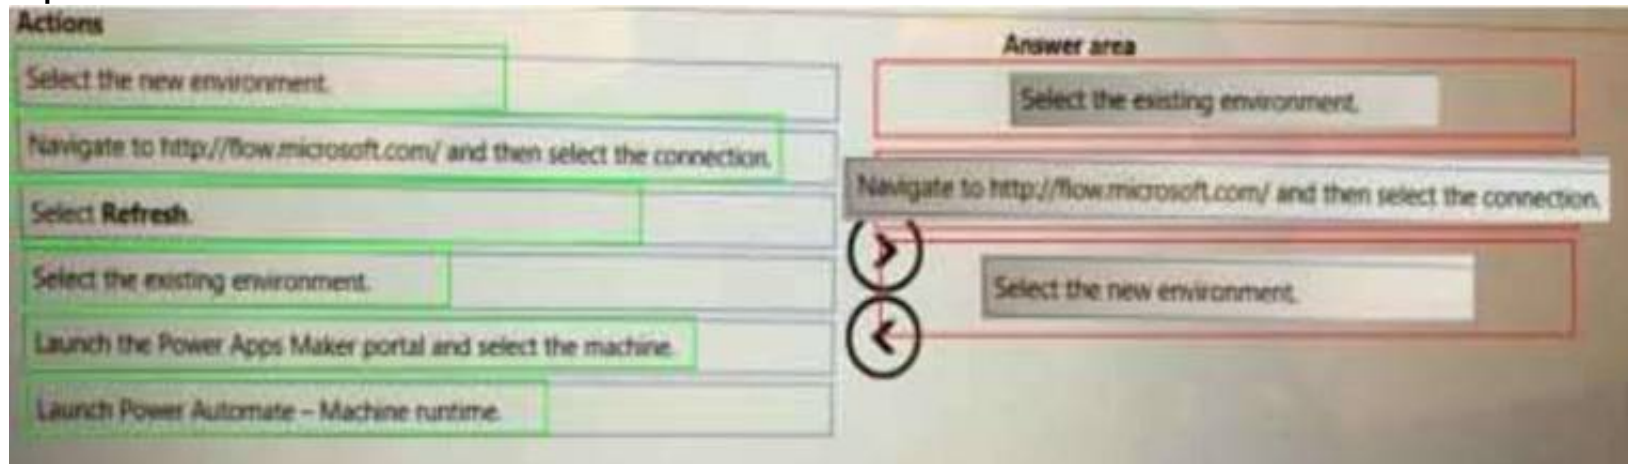 Actions
Select the new environment.
Navigate to http://flow.microsoft.com/ and then select the connection.
Select Refresh.
Select the existing environment.
Launch the Power Apps Maker portal and select the machine.
Launch Power Automate – Machine runtime.
Answer area
Select the existing environment.
Navigate to http://flow.microsoft.com/ and then select the connection.
Select the new environment.